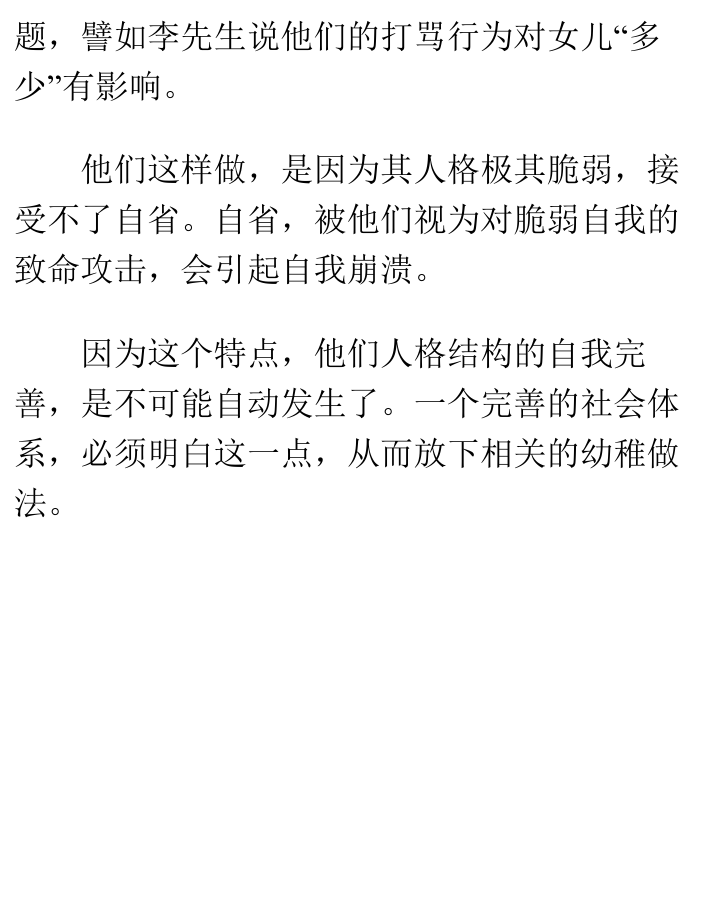 题，譬如李先生说他们的打骂行为对女儿“多
少”有影响。
他们这样做，是因为其人格极其脆弱，接
受不了自省。自省，被他们视为对脆弱自我的
致命攻击，会引起自我崩溃。
因为这个特点，他们人格结构的自我完
善，是不可能自动发生了。一个完善的社会体
系，必须明白这一点，从而放下相关的幼稚做
法。